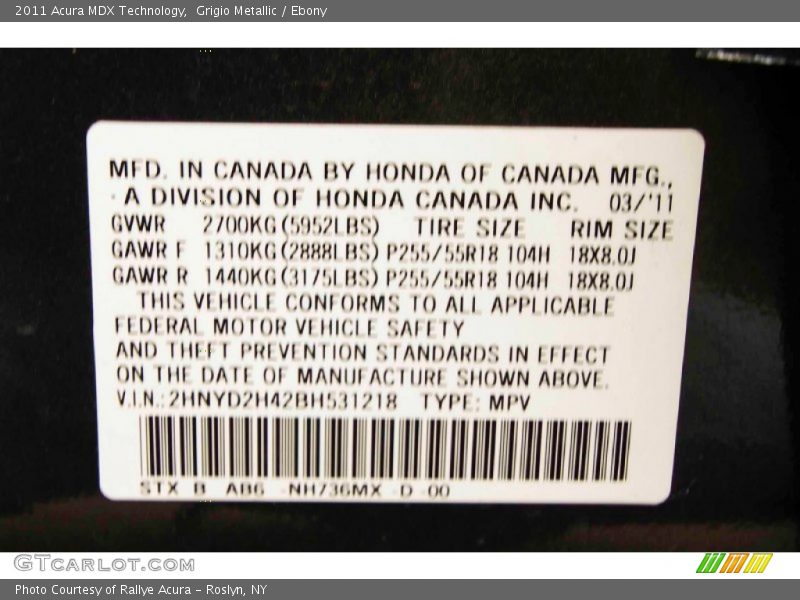 2011 Acura MDX Technology,  Grigio Metallic / Ebony
MFD. IN CANADA BY HONDA OF CANADA MFG.,
A DIVISION OF HONDA CANADA INC. 03/'11
GVWR 2700KG(5952LBS) TIRE SIZE RIM SIZE
GAWR F 1310KG(2888LBS) P255/55R18 104H 18X8.0J
GAWR R 1440KG(3175LBS) P255/55R18 104H 18X8.0J
THIS VEHICLE CONFORMS TO ALL APPLICABLE
FEDERAL MOTOR VEHICLE SAFETY
AND THEFT PREVENTION STANDARDS IN EFFECT
ON THE DATE OF MANUFACTURE SHOWN ABOVE.
V.I.N.: 2HNYD2H42BH531218 TYPE: MPV
STX B AB6 NH736MX D 00
GTCARLOT.COM
Photo Courtesy of Rallye Acura – Roslyn, NY